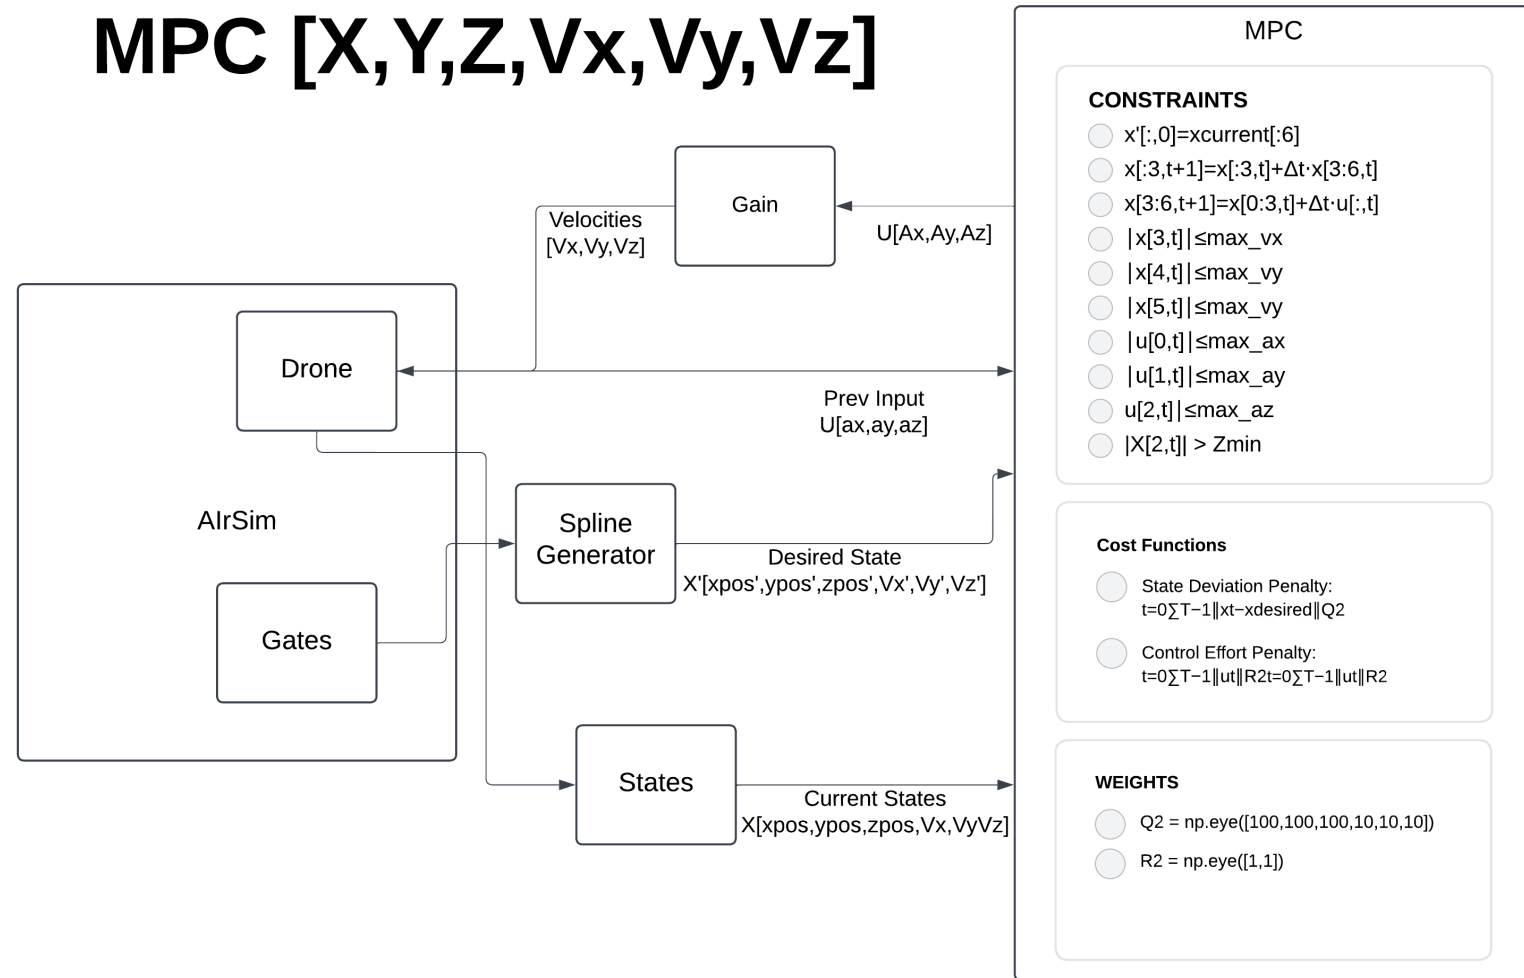 MPC [X,Y,Z,Vx,Vy,Vz]
MPC
CONSTRAINTS
x'[:,0]=xcurrent[:6]
x[:3,t+1]=x[:3,t]+Δt·x[3:6,t]
x[3:6,t+1]=x[0:3,t]+Δt·u[:,t]
∣x[3,t]∣≤max_vx
∣x[4,t]∣≤max_vy
∣x[5,t]∣≤max_vy
∣u[0,t]∣≤max_ax
∣u[1,t]∣≤max_ay
u[2,t]∣≤max_az
|X[2,t]| > Zmin
Gain
Velocities
[Vx,Vy,Vz]
U[Ax,Ay,Az]
Drone
Prev Input
U[ax,ay,az]
AIrSim
Spline
Generator
Desired State
X'[xpos',ypos',zpos',Vx',Vy',Vz']
Gates
States
Current States
X[xpos,ypos,zpos,Vx,VyVz]
Cost Functions
State Deviation Penalty:
t=0∑T−1∥xt−xdesired∥Q2
Control Effort Penalty:
t=0∑T−1∥ut∥R2t=0∑T−1∥ut∥R2
WEIGHTS
Q2 = np.eye([100,100,100,10,10,10])
R2 = np.eye([1,1])